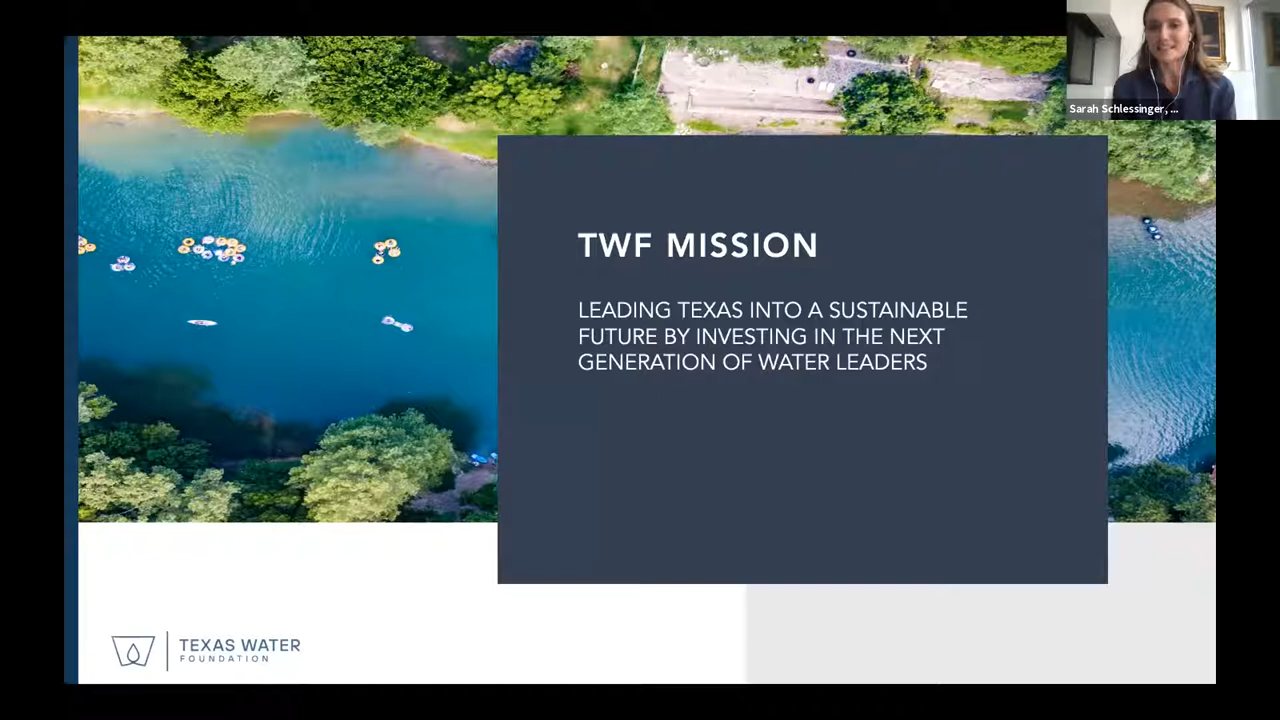 Sarah Schlessinger, ...
TWF MISSION
LEADING TEXAS INTO A SUSTAINABLE
FUTURE BY INVESTING IN THE NEXT
GENERATION OF WATER LEADERS
TEXAS WATER
FOUNDATION